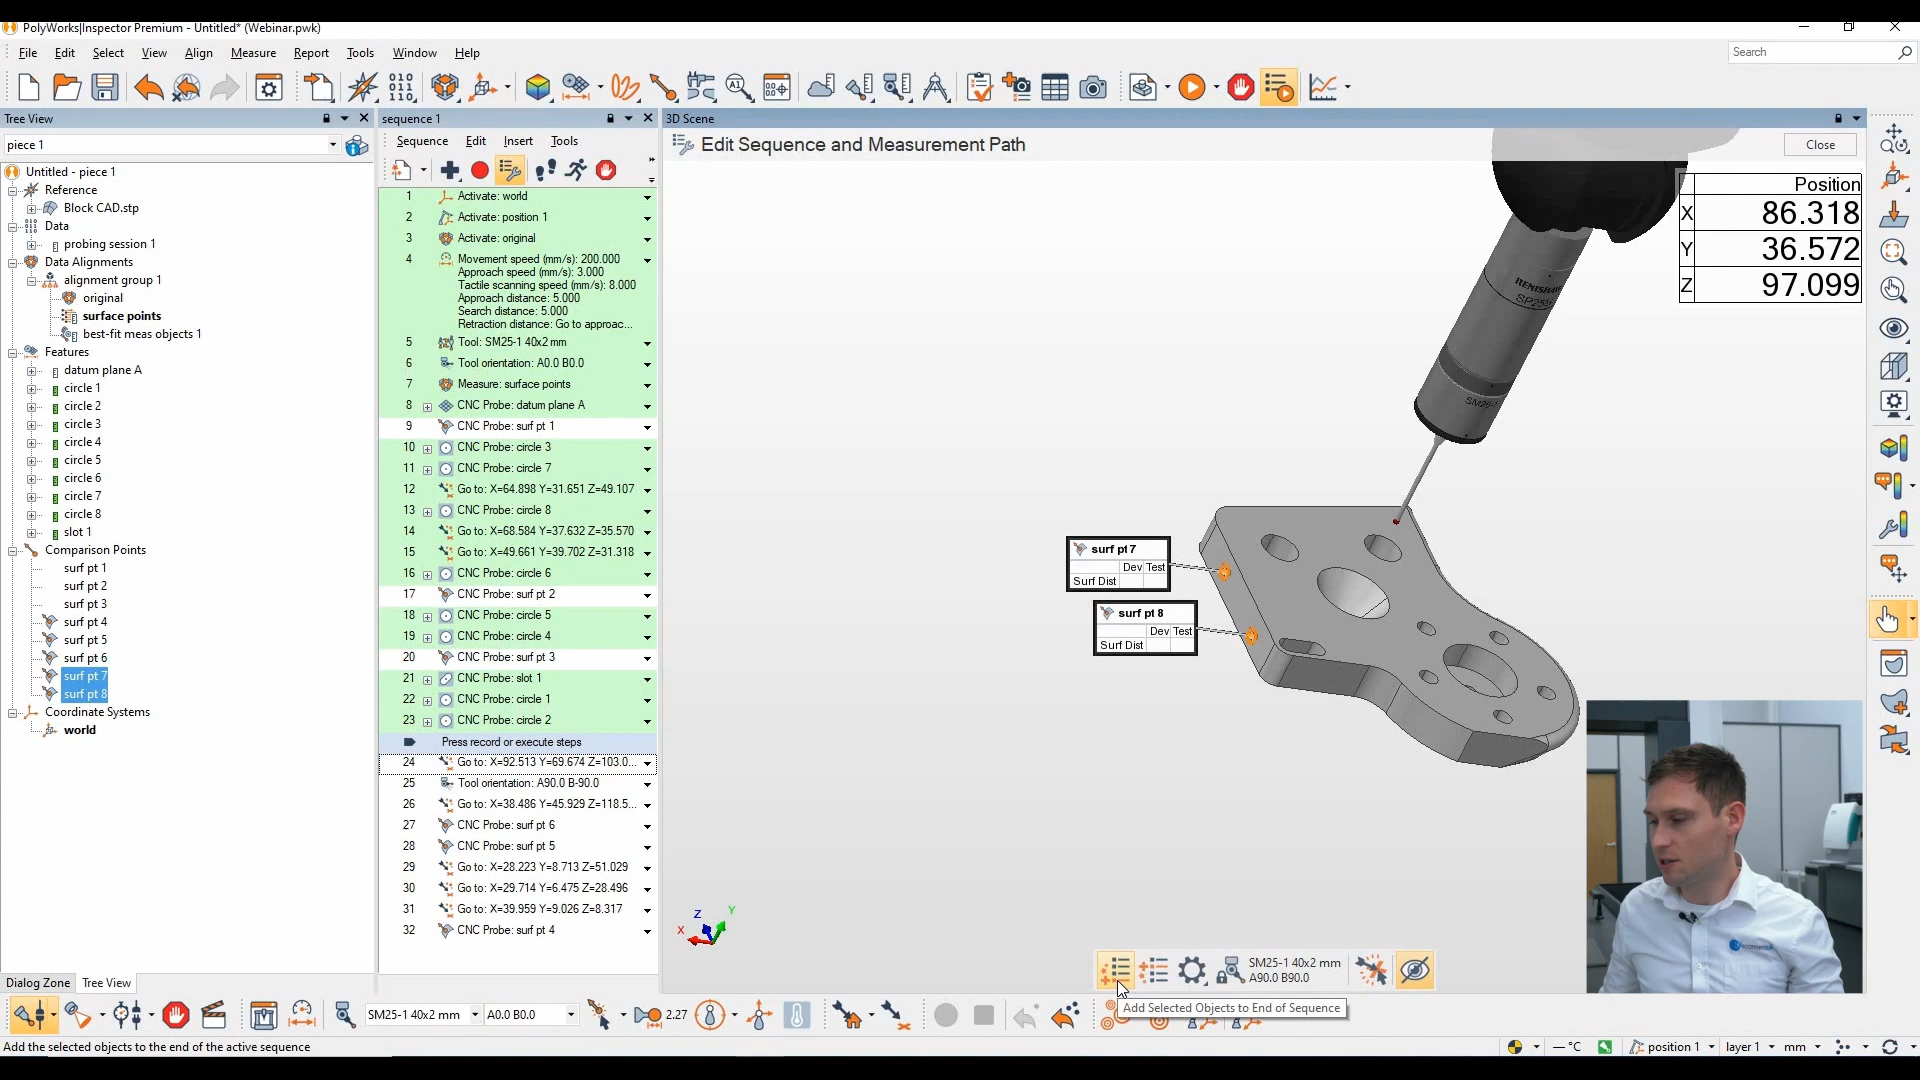 PolyWorks|Inspector Premium - Untitled* (Webinar.pwk)
File Edit Select View Align Measure Report Tools Window Help
Search
Tree View
piece 1
Untitled - piece 1
Reference
Block CAD.stp
Data
probing session 1
Data Alignments
alignment group 1
original
surface points
best-fit meas objects 1
Features
datum plane A
circle 1
circle 2
circle 3
circle 4
circle 5
circle 6
circle 7
circle 8
slot 1
Comparison Points
surf pt 1
surf pt 2
surf pt 3
surf pt 4
surf pt 5
surf pt 6
surf pt 7
surf pt 8
Coordinate Systems
world
Dialog Zone Tree View
sequence 1
Sequence Edit Insert Tools
1 Activate: world
2 Activate: position 1
3 Activate: original
4 Movement speed (mm/s): 200.000
Approach speed (mm/s): 3.000
Tactile scanning speed (mm/s): 8.000
Approach distance: 5.000
Search distance: 5.000
Retraction distance: Go to approac...
5 Tool: SM25-1 40x2 mm
6 Tool orientation: A0.0 B0.0
7 Measure: surface points
8 CNC Probe: datum plane A
9 CNC Probe: surf pt 1
10 CNC Probe: circle 3
11 CNC Probe: circle 7
12 Go to: X=64.898 Y=31.651 Z=49.107
13 CNC Probe: circle 8
14 Go to: X=68.584 Y=37.632 Z=35.570
15 Go to: X=49.661 Y=39.702 Z=31.318
16 CNC Probe: circle 6
17 CNC Probe: surf pt 2
18 CNC Probe: circle 5
19 CNC Probe: circle 4
20 CNC Probe: surf pt 3
21 CNC Probe: slot 1
22 CNC Probe: circle 1
23 CNC Probe: circle 2
Press record or execute steps
24 Go to: X=92.513 Y=69.674 Z=103.0...
25 Tool orientation: A90.0 B-90.0
26 Go to: X=38.486 Y=45.929 Z=118.5...
27 CNC Probe: surf pt 6
28 CNC Probe: surf pt 5
29 Go to: X=28.223 Y=8.713 Z=51.029
30 Go to: X=29.714 Y=6.475 Z=28.496
31 Go to: X=39.959 Y=9.026 Z=8.317
32 CNC Probe: surf pt 4
3D Scene
Edit Sequence and Measurement Path
Close
Position
X 86.318
Y 36.572
Z 97.099
RENISHAW
SM25-1
surf pt 7
Dev Test
Surf Dist
surf pt 8
Dev Test
Surf Dist
Z
Y
X
SM25-1 40x2 mm
A90.0 B90.0
Add Selected Objects to End of Sequence
SM25-1 40x2 mm A0.0 B0.0 2.27
Add the selected objects to the end of the active sequence
— °C position 1 layer 1 mm